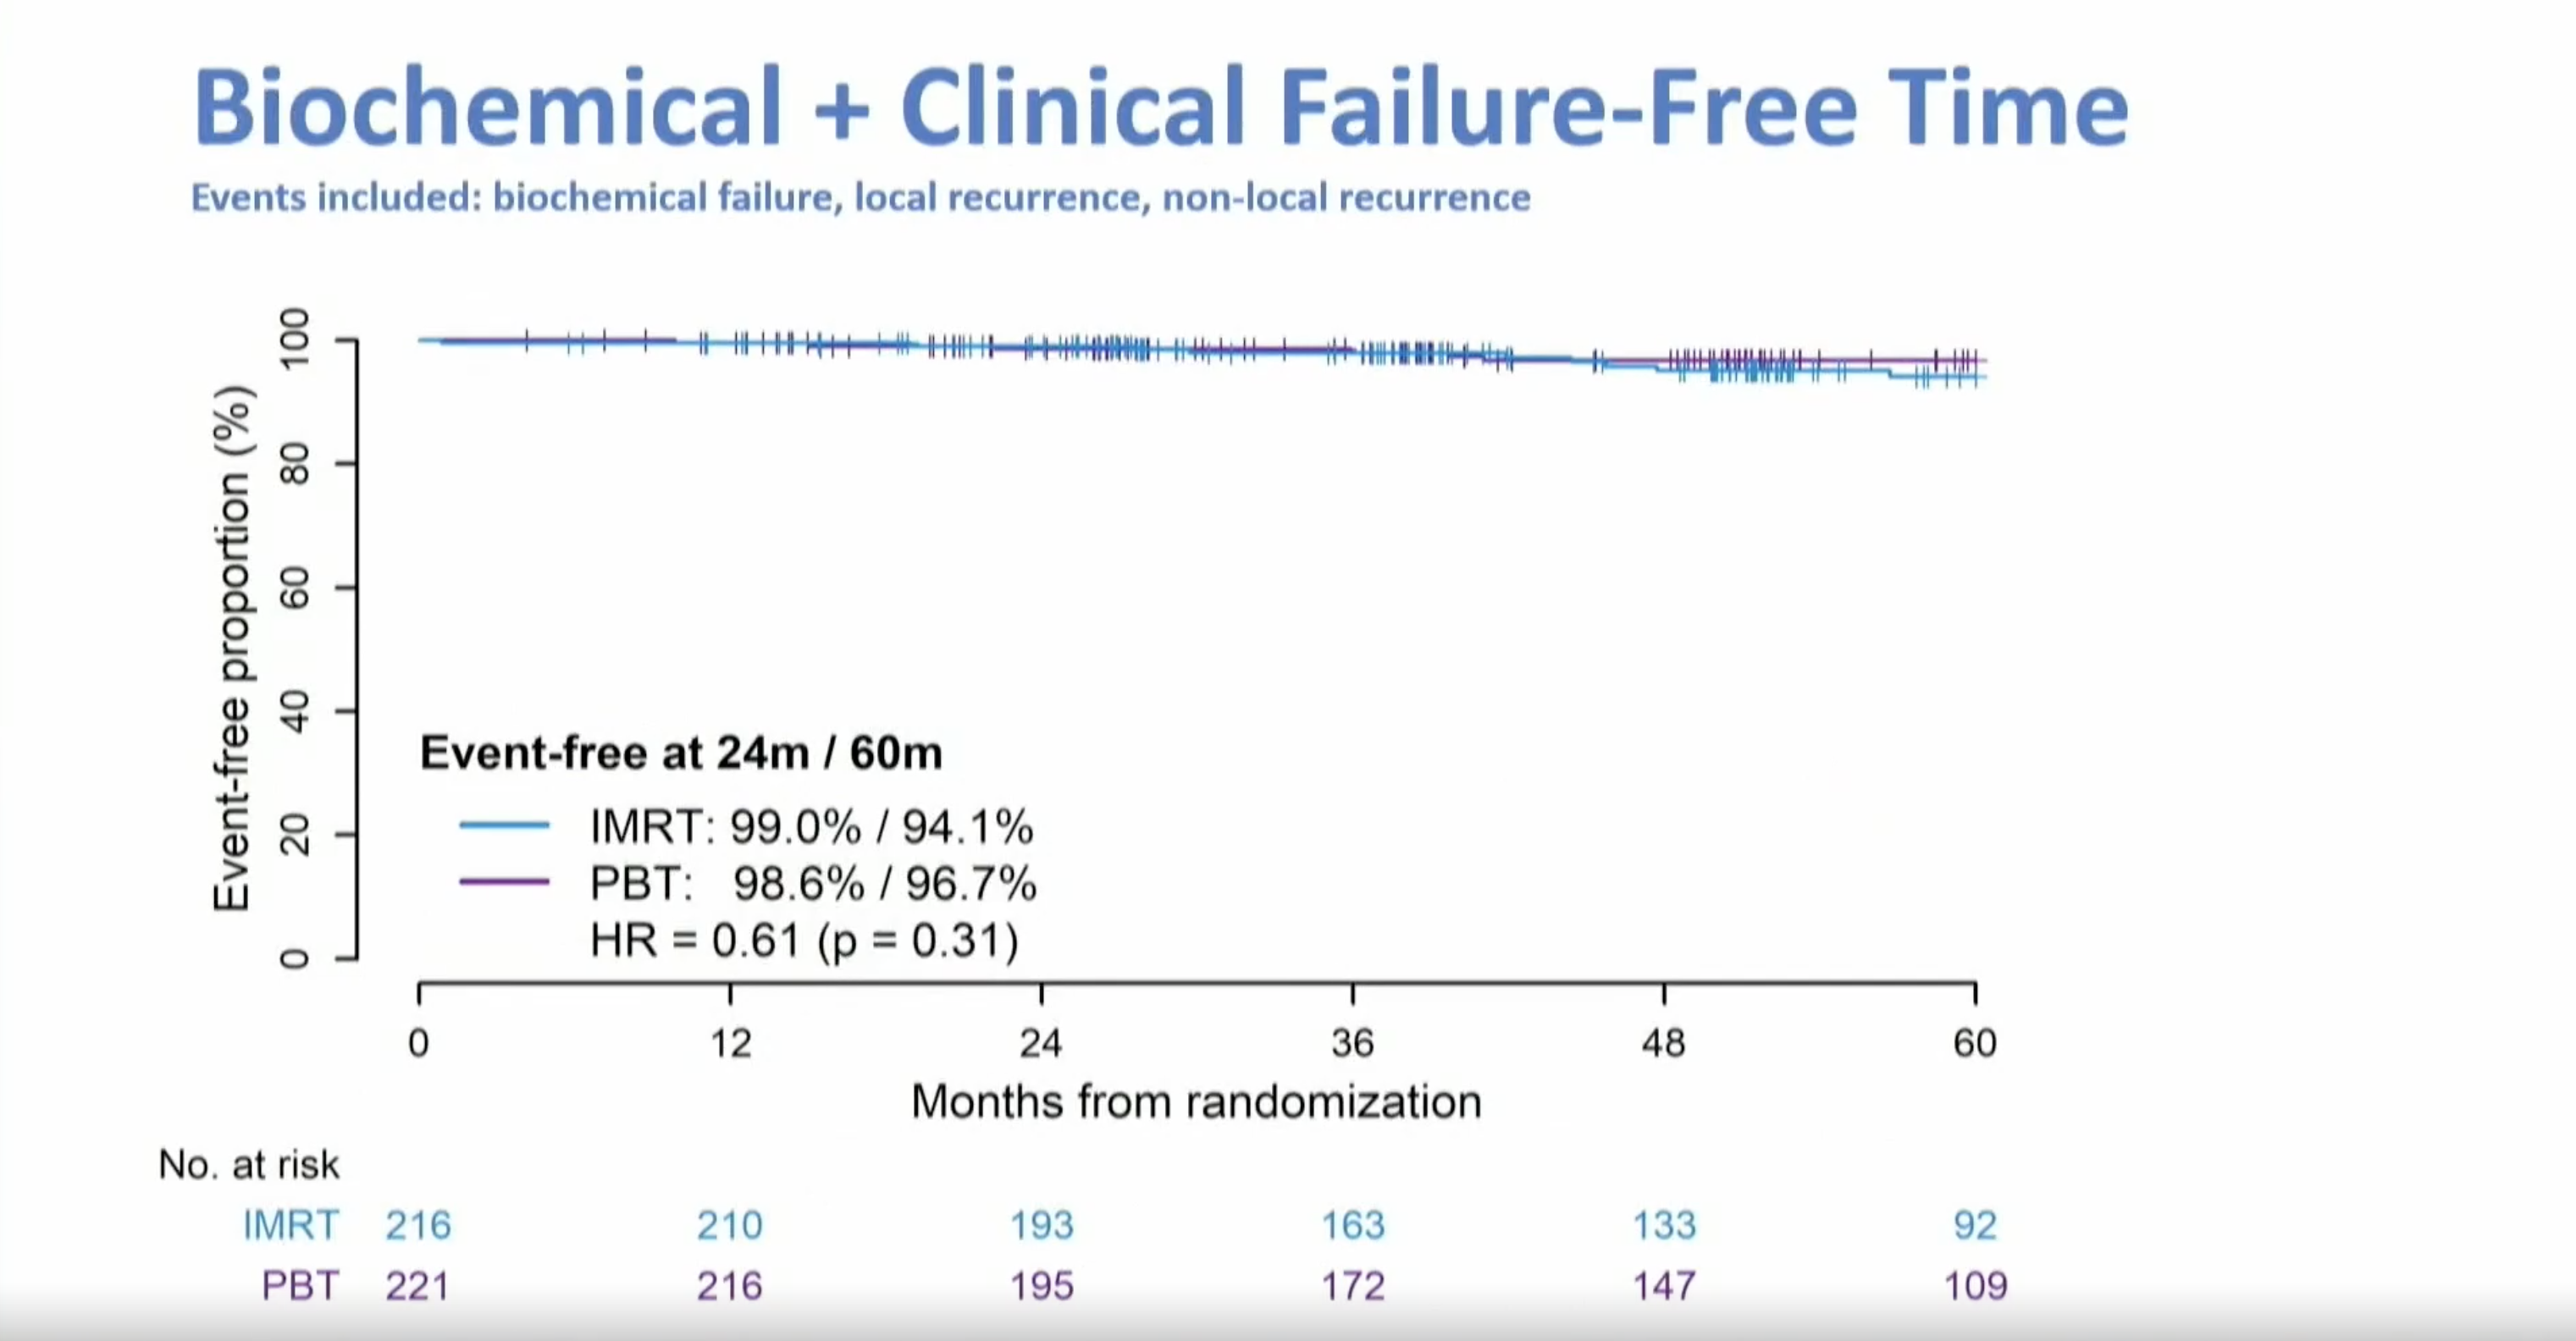 Biochemical + Clinical Failure-Free Time
Events included: biochemical failure, local recurrence, non-local recurrence
Event-free proportion (%)
100
80
60
40
20
0
Event-free at 24m / 60m
IMRT: 99.0% / 94.1%
PBT: 98.6% / 96.7%
HR = 0.61 (p = 0.31)
0 12 24 36 48 60
Months from randomization
No. at risk
IMRT 216 210 193 163 133 92
PBT 221 216 195 172 147 109